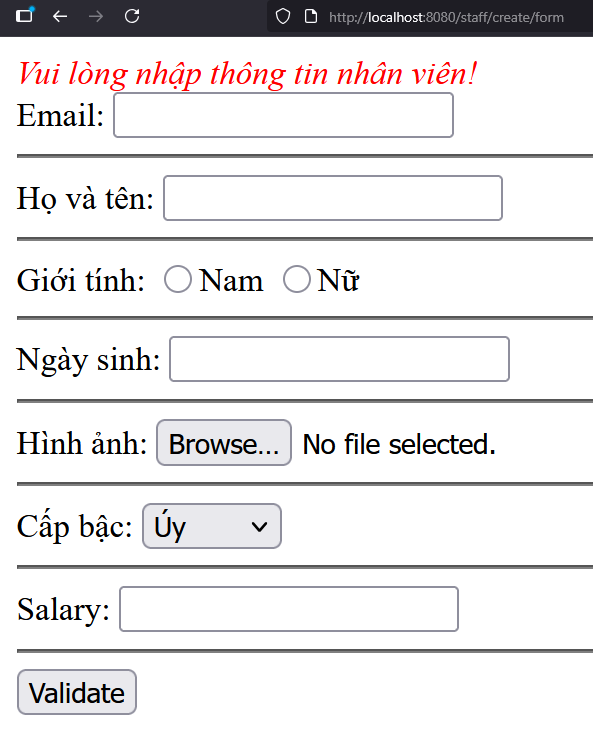 http://localhost:8080/staff/create/form
Vui lòng nhập thông tin nhân viên!
Email:
Họ và tên:
Giới tính: Nam Nữ
Ngày sinh:
Hình ảnh: Browse... No file selected.
Cấp bậc: Úy
Salary:
Validate